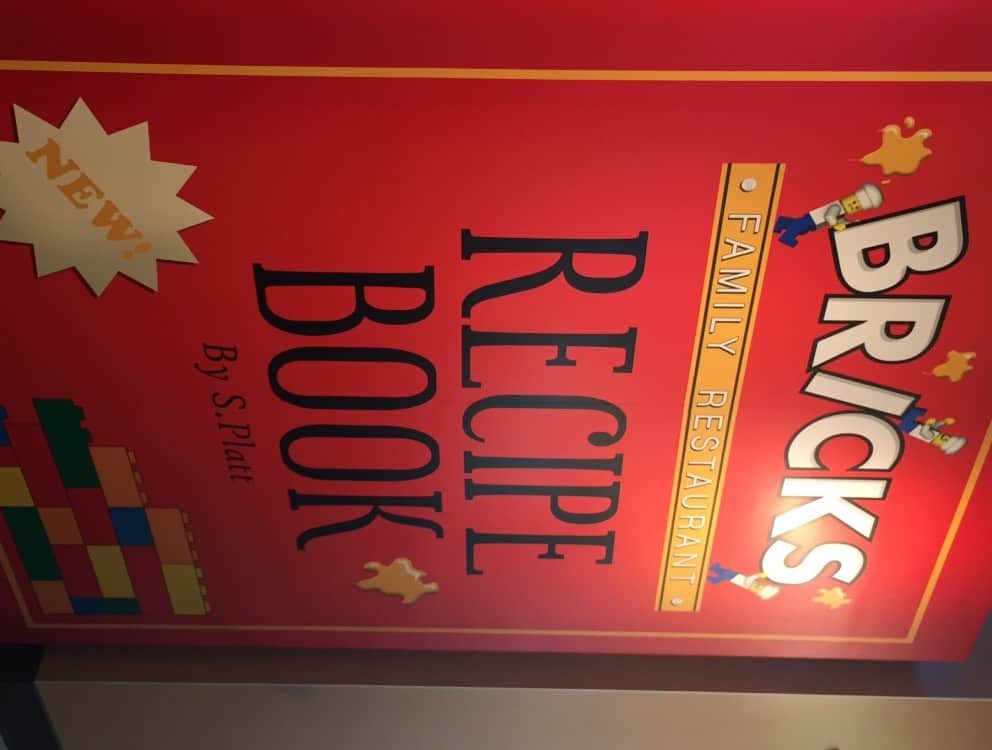 BRICKS
FAMILY RESTAURANT
RECIPE
BOOK
By S.Platt
NEW!